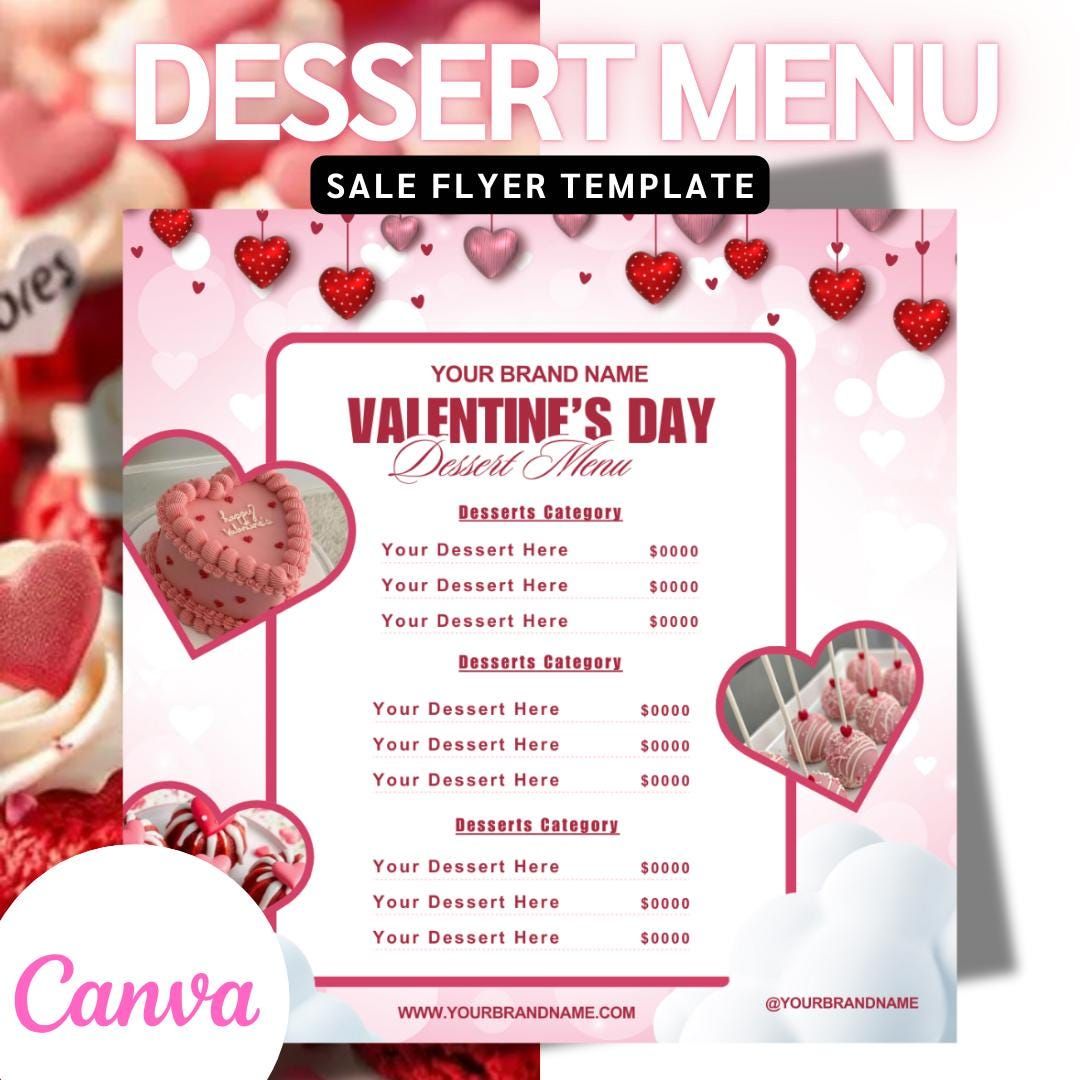 DESSERT MENU
SALE FLYER TEMPLATE
YOUR BRAND NAME
VALENTINE'S DAY
Dessert Menu
Desserts Category
Your Dessert Here $0000
Your Dessert Here $0000
Your Dessert Here $0000
Desserts Category
Your Dessert Here $0000
Your Dessert Here $0000
Your Dessert Here $0000
Desserts Category
Your Dessert Here $0000
Your Dessert Here $0000
Your Dessert Here $0000
WWW.YOURBRANDNAME.COM
@YOURBRANDNAME
happy
Valentine's
Canva